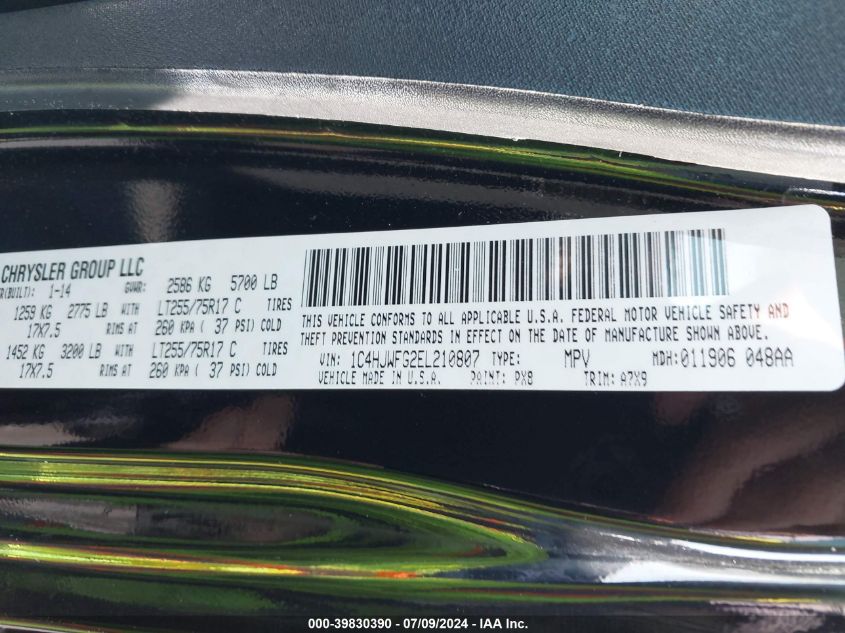 CHRYSLER GROUP LLC
(BUILT): 1-14 GVWR: 2586 KG 5700 LB
1259 KG 2775 LB WITH LT255/75R17 C TIRES
17X7.5 RIMS AT 260 KPA ( 37 PSI) COLD
1452 KG 3200 LB WITH LT255/75R17 C TIRES
17X7.5 RIMS AT 260 KPA ( 37 PSI) COLD
THIS VEHICLE CONFORMS TO ALL APPLICABLE U.S.A. FEDERAL MOTOR VEHICLE SAFETY AND
THEFT PREVENTION STANDARDS IN EFFECT ON THE DATE OF MANUFACTURE SHOWN ABOVE.
VIN: 1C4HJWFG2EL210807 TYPE: MPV MDH:011906 048AA
VEHICLE MADE IN U.S.A. PAINT: PX8 TRIM: A7X9
000-39830390 - 07/09/2024 - IAA Inc.